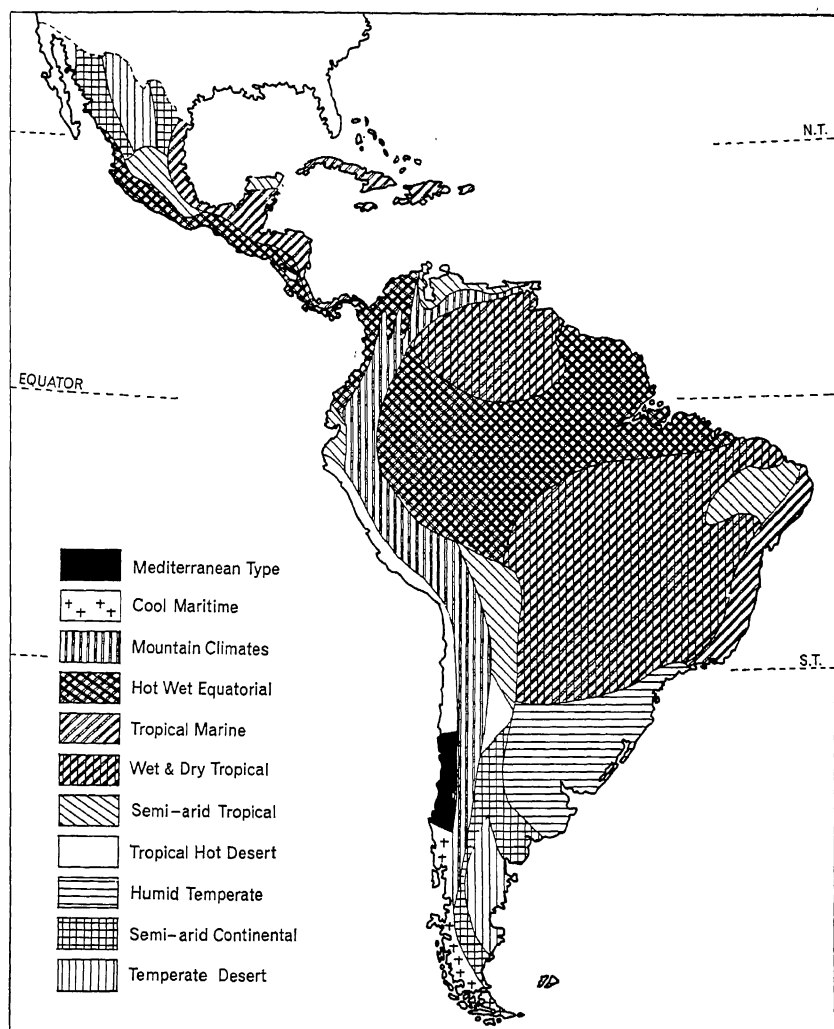 N.T.
EQUATOR
S.T.
Mediterranean Type
Cool Maritime
Mountain Climates
Hot Wet Equatorial
Tropical Marine
Wet & Dry Tropical
Semi-arid Tropical
Tropical Hot Desert
Humid Temperate
Semi-arid Continental
Temperate Desert